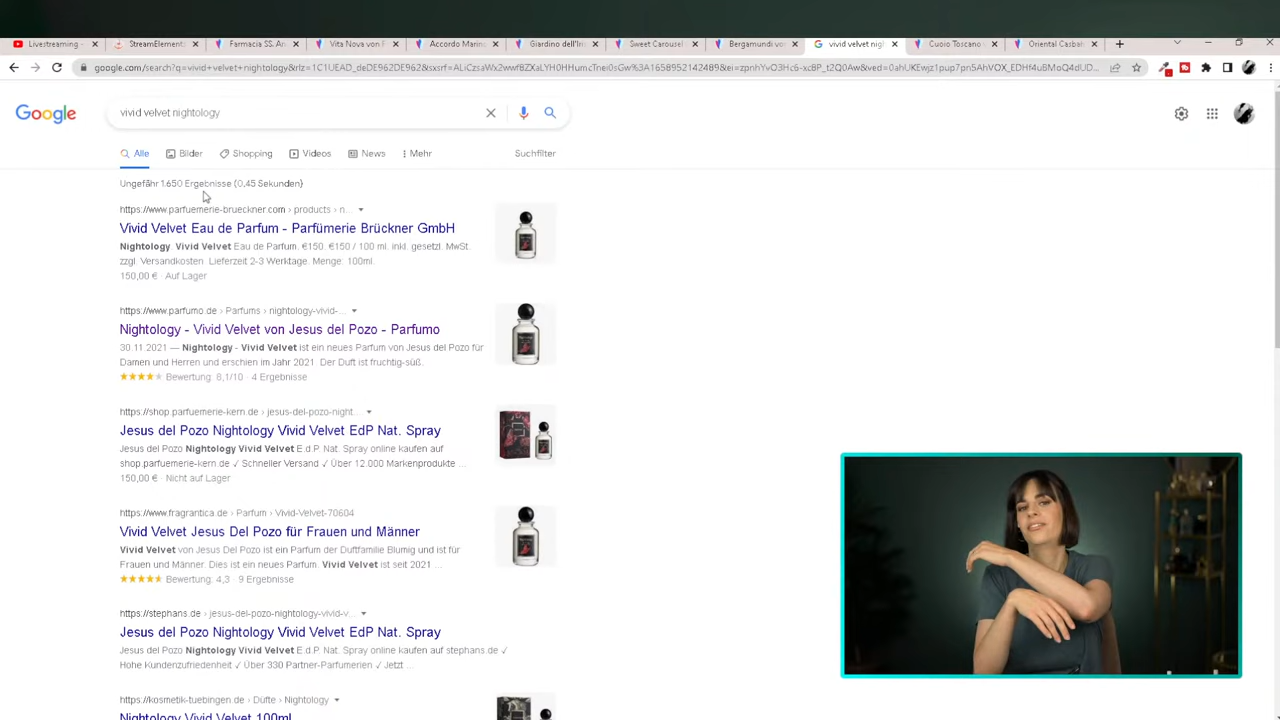 Livestreaming -
StreamElements
Farmacia SS. An
Vita Nova von F
Accordo Marino
Giardino dell'Im
Sweet Carousel
Bergamundi vo
vivid velvet nigh
Cuoio Toscano
Oriental Casbah
Google
vivid velvet nightology
Alle
Bilder
Shopping
Videos
News
Mehr
Suchfilter
Ungefähr 1.650 Ergebnisse (0,45 Sekunden)
https://www.parfuemerie-brueckner.com › products › n...
Vivid Velvet Eau de Parfum - Parfümerie Brückner GmbH
Nightology. Vivid Velvet Eau de Parfum. €150. €150 / 100 ml. inkl. gesetzl. MwSt.
zzgl. Versandkosten. Lieferzeit 2-3 Werktage. Menge: 100ml.
150,00 € · Auf Lager
https://www.parfumo.de › Parfums › nightology-vivid-...
Nightology - Vivid Velvet von Jesus del Pozo - Parfumo
30.11.2021 — Nightology - Vivid Velvet ist ein neues Parfum von Jesus del Pozo für
Damen und Herren und erschien im Jahr 2021. Der Duft ist fruchtig-süß.
Bewertung: 8,1/10 · 4 Ergebnisse
https://shop.parfuemerie-kern.de › jesus-del-pozo-night...
Jesus del Pozo Nightology Vivid Velvet EdP Nat. Spray
Jesus del Pozo Nightology Vivid Velvet E.d.P. Nat. Spray online kaufen auf
shop.parfuemerie-kern.de ✓ Schneller Versand ✓ Über 12.000 Markenprodukte ...
150,00 € · Nicht auf Lager
https://www.fragrantica.de › Parfum › Vivid-Velvet-70604
Vivid Velvet Jesus Del Pozo für Frauen und Männer
Vivid Velvet von Jesus Del Pozo ist ein Parfum der Duftfamilie Blumig und ist für
Frauen und Männer. Dies ist ein neues Parfum. Vivid Velvet ist seit 2021 ...
Bewertung: 4,3 · 9 Ergebnisse
https://stephans.de › jesus-del-pozo-nightology-vivid-v...
Jesus del Pozo Nightology Vivid Velvet EdP Nat. Spray
Jesus del Pozo Nightology Vivid Velvet E.d.P. Nat. Spray online kaufen auf stephans.de ✓
Hohe Kundenzufriedenheit ✓ Über 330 Partner-Parfumerien ✓ Jetzt ...
https://kosmetik-tuebingen.de › Düfte › Nightology
Nightology Vivid Velvet 100ml